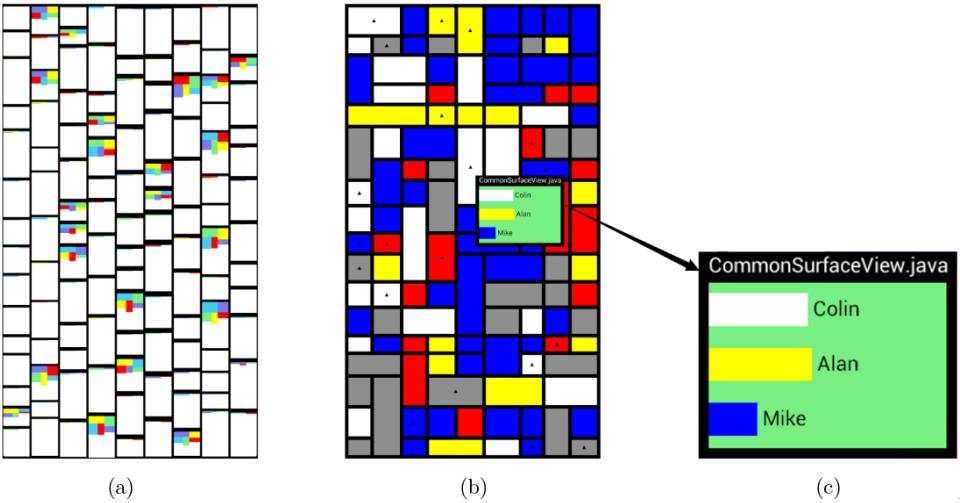 CommonSurfaceView.java
Colin
Alan
Mike
CommonSurfaceView.java
Colin
Alan
Mike
(a)
(b)
(c)